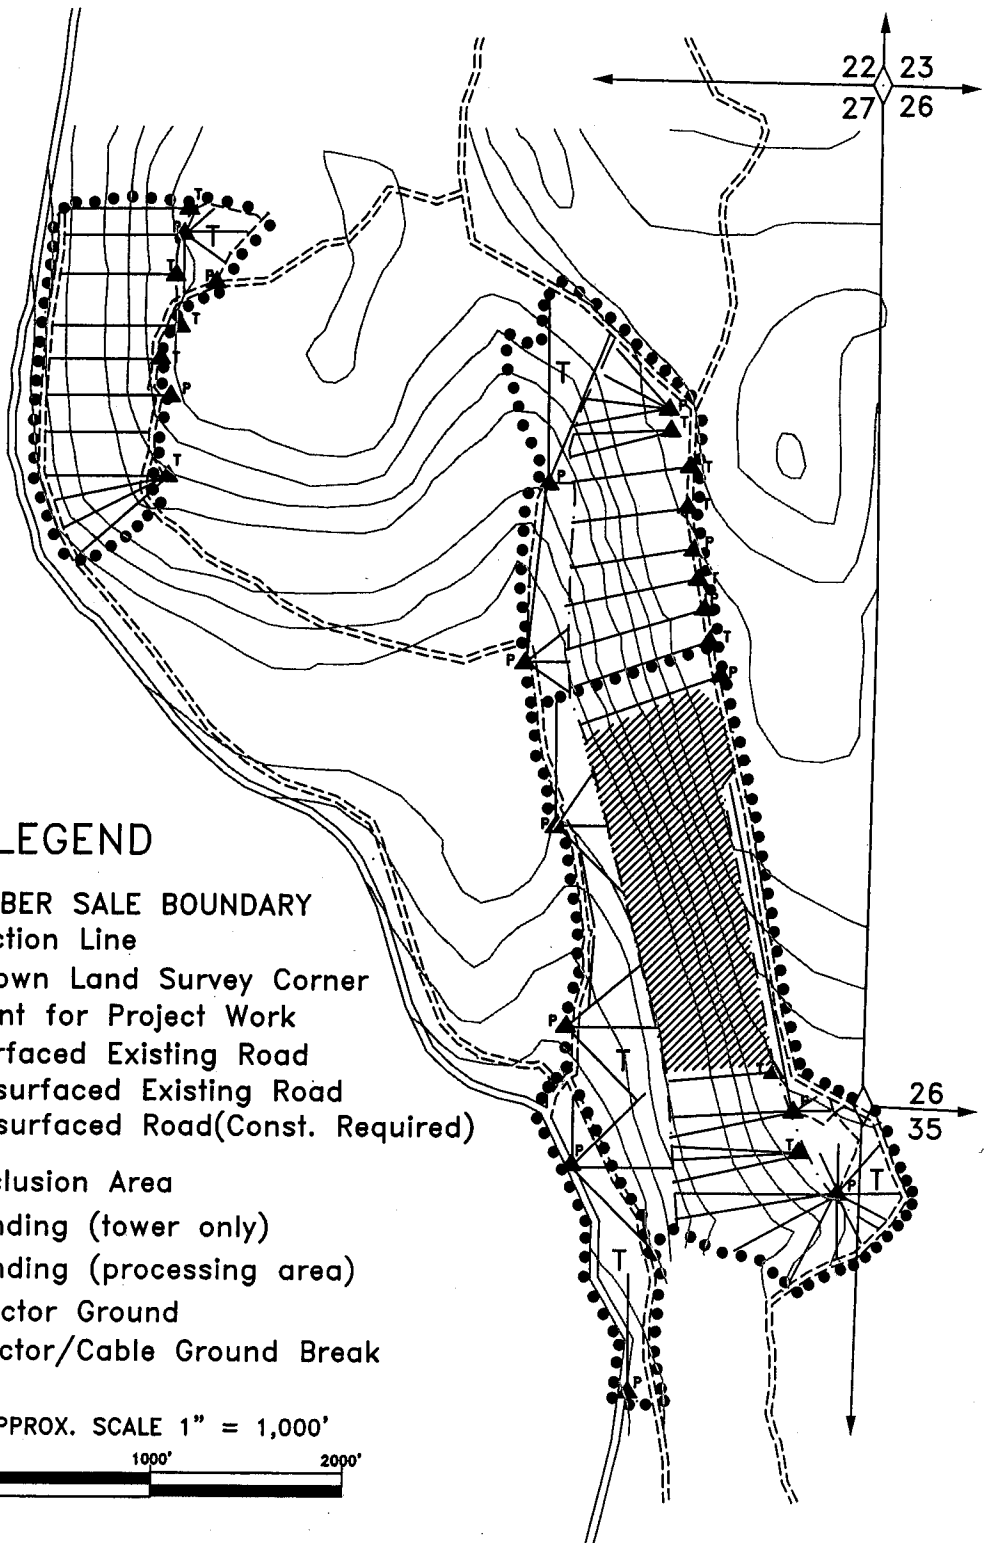 22 23
27 26
T
P
T
T
P
T
T
P
T
T
P
T
P
T
T
P
T
P
T
P
P
P
P
T
T
P
26
35
T
P
T
P
T
P
LEGEND
BER SALE BOUNDARY
ction Line
own Land Survey Corner
nt for Project Work
rfaced Existing Road
surfaced Existing Road
surfaced Road(Const. Required)
clusion Area
nding (tower only)
nding (processing area)
ctor Ground
ctor/Cable Ground Break
PPROX. SCALE 1" = 1,000'
1000' 2000'